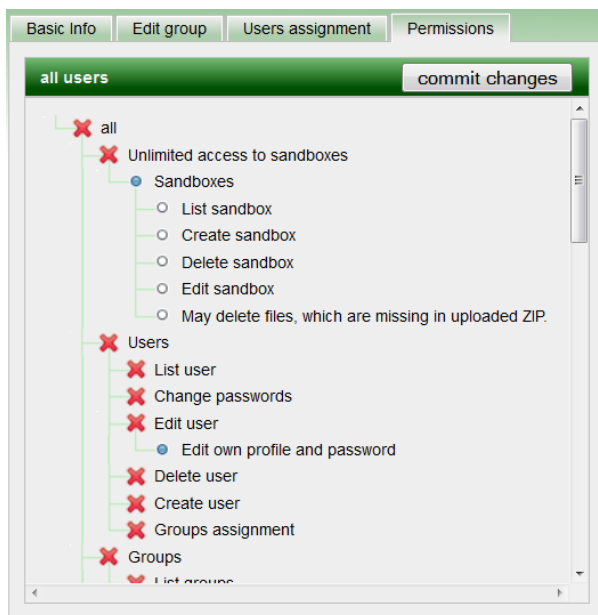 Basic Info Edit group Users assignment Permissions
all users commit changes
all
Unlimited access to sandboxes
Sandboxes
List sandbox
Create sandbox
Delete sandbox
Edit sandbox
May delete files, which are missing in uploaded ZIP.
Users
List user
Change passwords
Edit user
Edit own profile and password
Delete user
Create user
Groups assignment
Groups
List groups